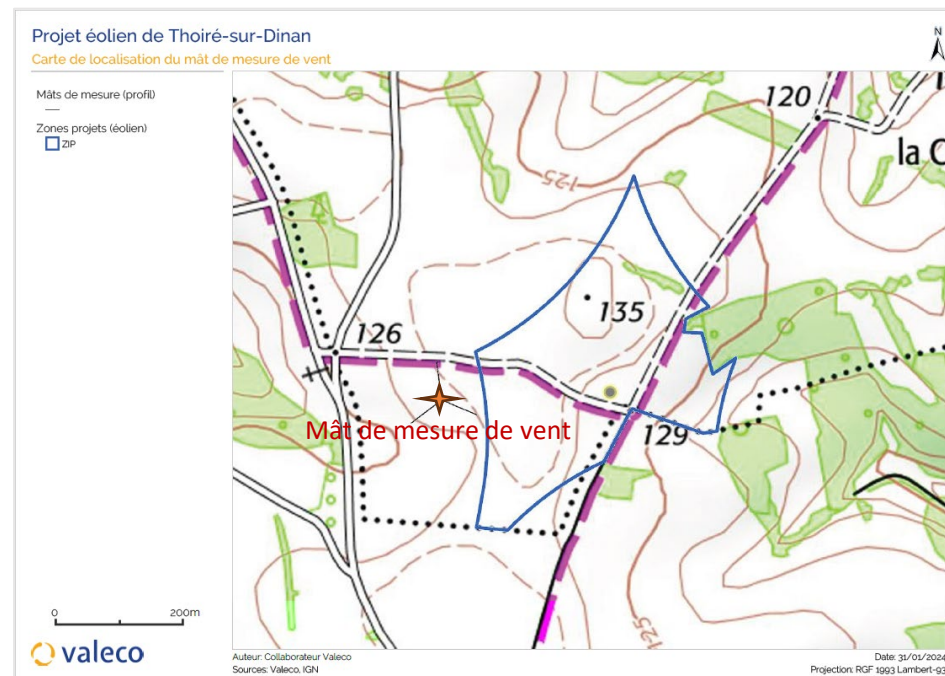 Projet éolien de Thoiré-sur-Dinan
Carte de localisation du mât de mesure de vent
N
Mâts de mesure (profil)
Zones projets (éolien)
ZIP
120
la C
125
135
126
Mât de mesure de vent
129
125
0 200m
valeco
Auteur: Collaborateur Valeco
Sources: Valeco, IGN
Date: 31/01/2024
Projection: RGF 1993 Lambert-93